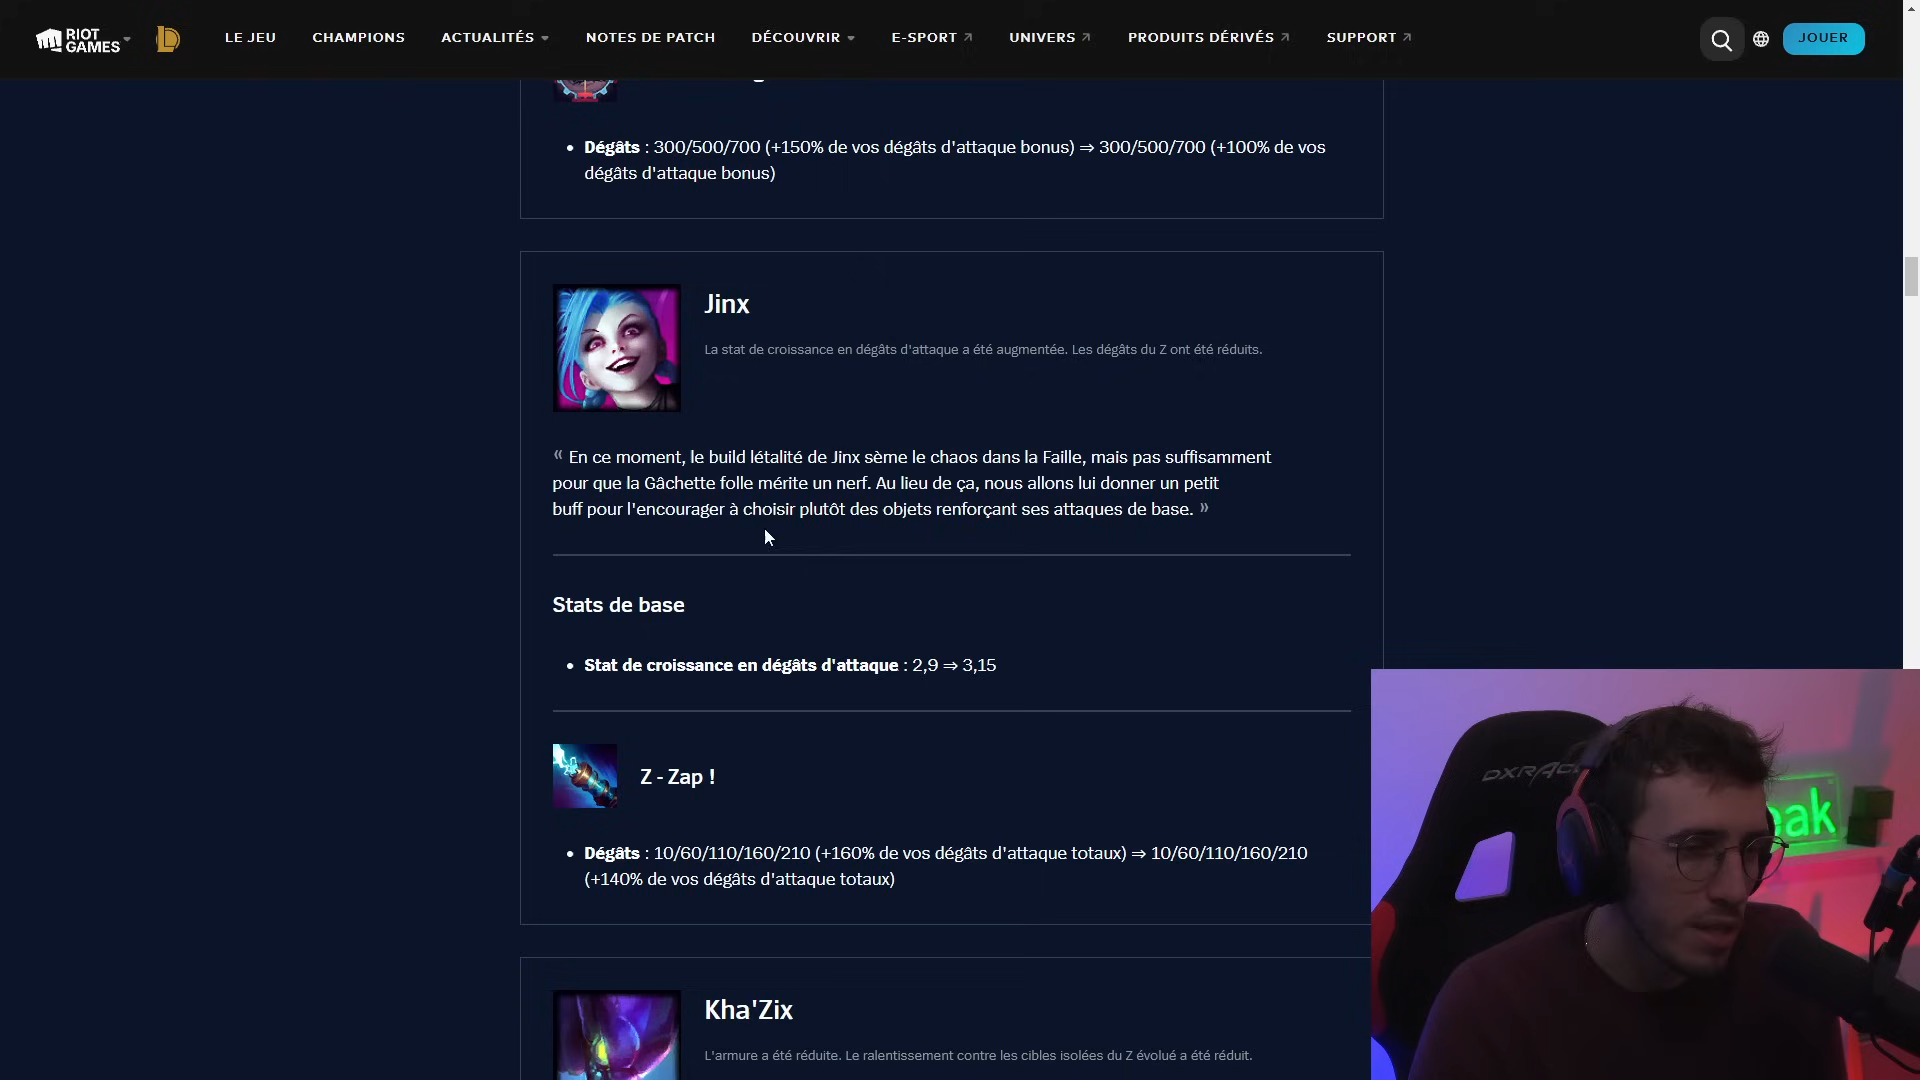 RIOT
GAMES
LE JEU
CHAMPIONS
ACTUALITÉS
NOTES DE PATCH
DÉCOUVRIR
E-SPORT
UNIVERS
PRODUITS DÉRIVÉS
SUPPORT
JOUER
• Dégâts : 300/500/700 (+150% de vos dégâts d'attaque bonus) ⇒ 300/500/700 (+100% de vos
dégâts d'attaque bonus)
Jinx
La stat de croissance en dégâts d'attaque a été augmentée. Les dégâts du Z ont été réduits.
« En ce moment, le build létalité de Jinx sème le chaos dans la Faille, mais pas suffisamment
pour que la Gâchette folle mérite un nerf. Au lieu de ça, nous allons lui donner un petit
buff pour l'encourager à choisir plutôt des objets renforçant ses attaques de base. »
Stats de base
• Stat de croissance en dégâts d'attaque : 2,9 ⇒ 3,15
Z - Zap !
• Dégâts : 10/60/110/160/210 (+160% de vos dégâts d'attaque totaux) ⇒ 10/60/110/160/210
(+140% de vos dégâts d'attaque totaux)
Kha'Zix
L'armure a été réduite. Le ralentissement contre les cibles isolées du Z évolué a été réduit.